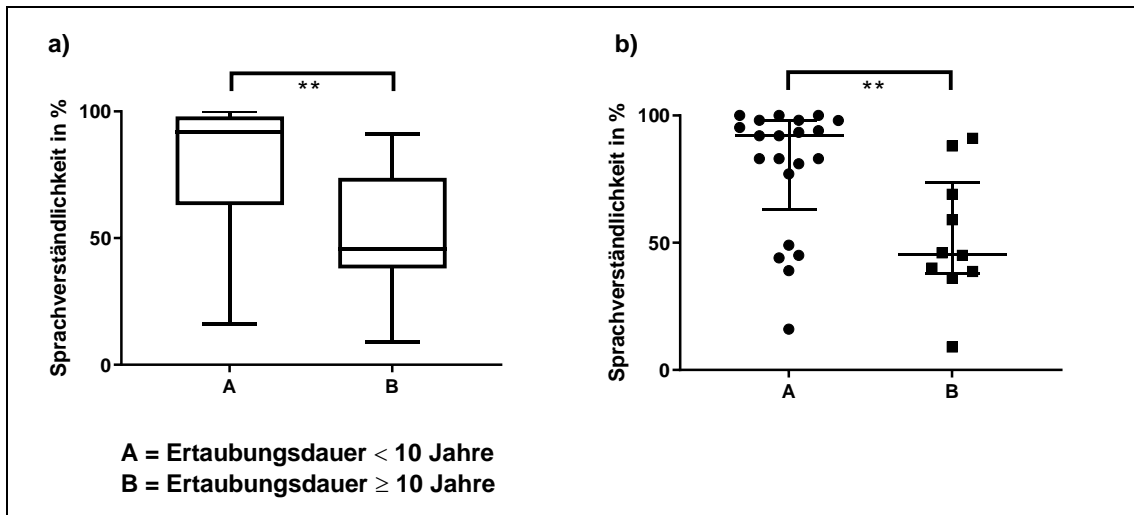 a)
**
Sprachverständlichkeit in %
100
50
0
A
B
b)
**
Sprachverständlichkeit in %
100
50
0
A
B
A = Ertaubungsdauer < 10 Jahre
B = Ertaubungsdauer ≥ 10 Jahre